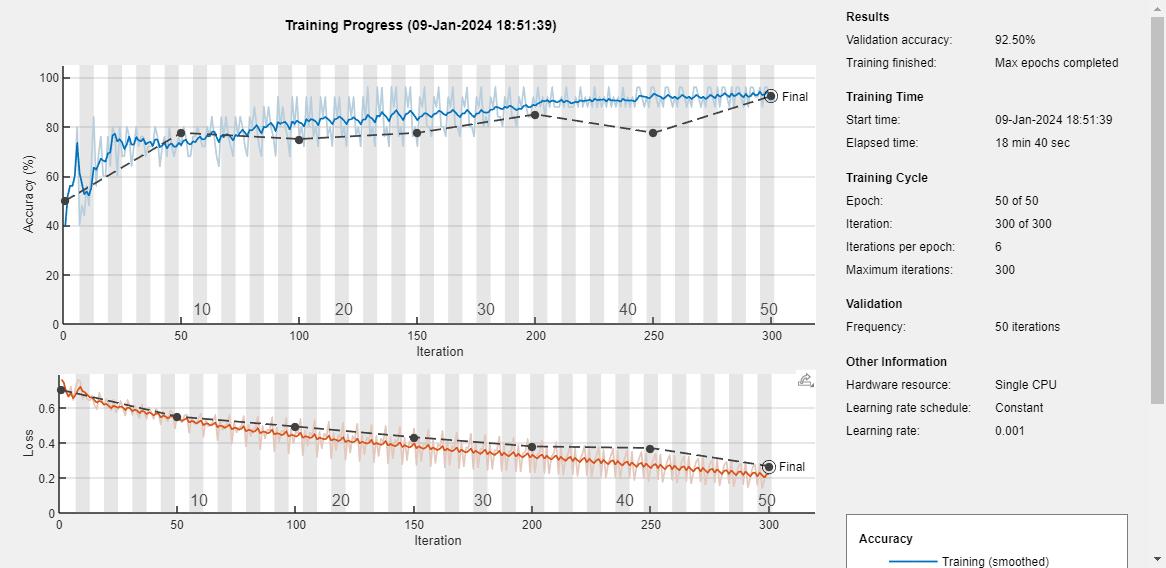 Training Progress (09-Jan-2024 18:51:39)
100
80
60
40
20
0
Accuracy (%)
10 20 30 40 50
Final
0 50 100 150 200 250 300
Iteration
0.6
0.4
0.2
0
Loss
10 20 30 40 50
Final
0 50 100 150 200 250 300
Iteration
Results
Validation accuracy: 92.50%
Training finished: Max epochs completed
Training Time
Start time: 09-Jan-2024 18:51:39
Elapsed time: 18 min 40 sec
Training Cycle
Epoch: 50 of 50
Iteration: 300 of 300
Iterations per epoch: 6
Maximum iterations: 300
Validation
Frequency: 50 iterations
Other Information
Hardware resource: Single CPU
Learning rate schedule: Constant
Learning rate: 0.001
Accuracy
Training (smoothed)